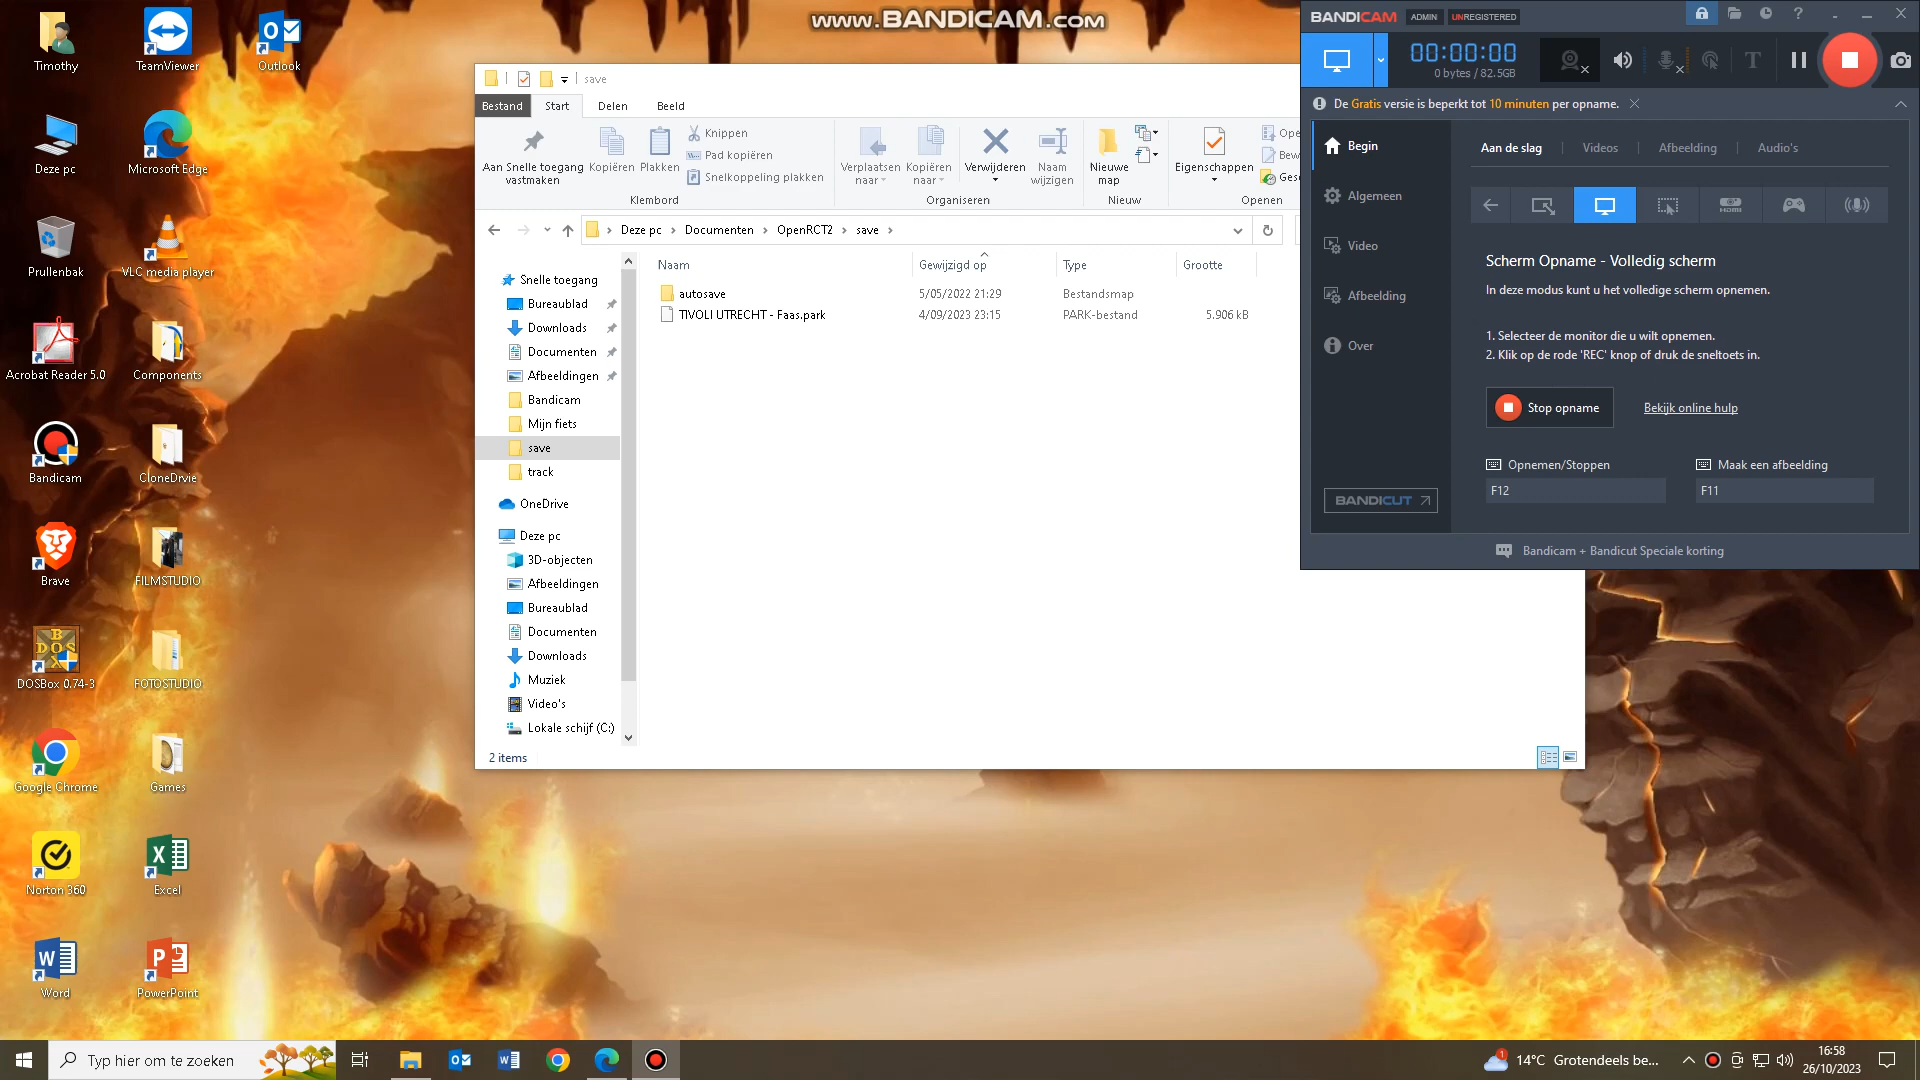 www.BANDICAM.com
Timothy
TeamViewer
Outlook
Deze pc
Microsoft Edge
Prullenbak
VLC media player
Acrobat Reader 5.0
Components
Bandicam
CloneDrvie
Brave
FILMSTUDIO
DOSBox 0.74-3
FOTOSTUDIO
Google Chrome
Games
Norton 360
Excel
Word
PowerPoint
save
Bestand
Start
Delen
Beeld
Aan Snelle toegang
vastmaken
Kopiëren
Plakken
Knippen
Pad kopiëren
Snelkoppeling plakken
Klembord
Verplaatsen
naar
Kopiëren
naar
Verwijderen
Naam
wijzigen
Organiseren
Nieuwe
map
Nieuw
Eigenschappen
Ope
Bew
Gesc
Openen
Deze pc
Documenten
OpenRCT2
save
Snelle toegang
Bureaublad
Downloads
Documenten
Afbeeldingen
Bandicam
Mijn fiets
save
track
OneDrive
Deze pc
3D-objecten
Afbeeldingen
Bureaublad
Documenten
Downloads
Muziek
Video's
Lokale schijf (C:)
Naam Gewijzigd op Type Grootte
autosave 5/05/2022 21:29 Bestandsmap
TIVOLI UTRECHT - Faas.park 4/09/2023 23:15 PARK-bestand 5.906 kB
2 items
BANDICAM ADMIN UNREGISTERED
00:00:00
0 bytes / 82.5GB
De Gratis versie is beperkt tot 10 minuten per opname.
Begin
Algemeen
Video
Afbeelding
Over
BANDICUT
Aan de slag
Videos
Afbeelding
Audio's
HDMI
Scherm Opname - Volledig scherm
In deze modus kunt u het volledige scherm opnemen.
1. Selecteer de monitor die u wilt opnemen.
2. Klik op de rode 'REC' knop of druk de sneltoets in.
Stop opname
Bekijk online hulp
Opnemen/Stoppen
F12
Maak een afbeelding
F11
Bandicam + Bandicut Speciale korting
Typ hier om te zoeken
14°C Grotendeels be...
16:58
26/10/2023